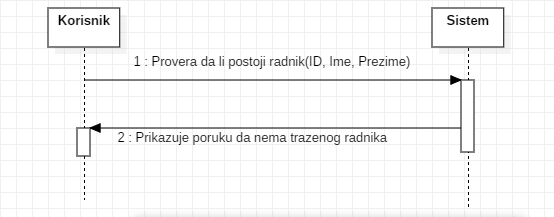 Korisnik
Sistem
1 : Provera da li postoji radnik(ID, Ime, Prezime)
2 : Prikazuje poruku da nema trazenog radnika